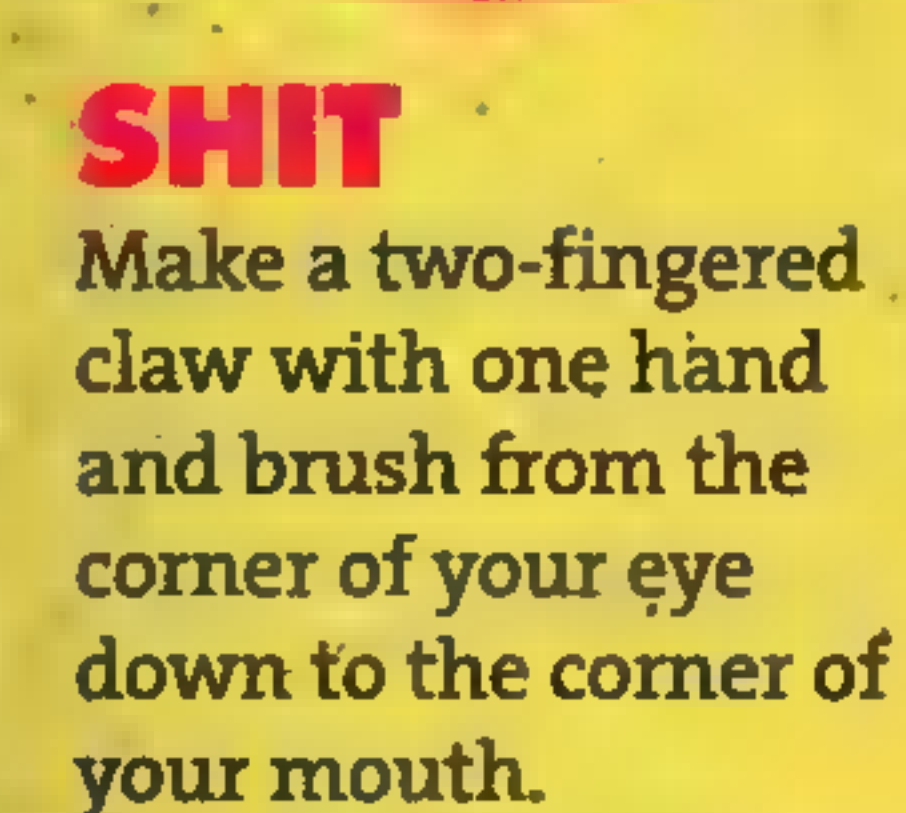 SHIT
Make a two-fingered
claw with one hand
and brush from the
corner of your eye
down to the corner of
your mouth.